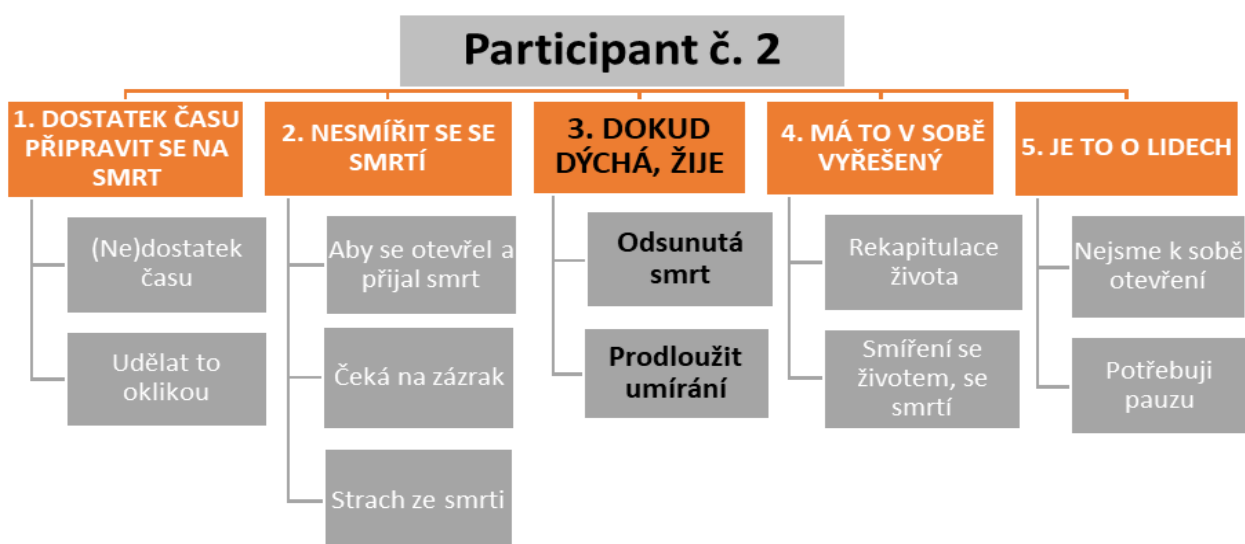 Participant č. 2
1. DOSTATEK ČASU
PŘIPRAVIT SE NA
SMRT
(Ne)dostatek
času
Udělat to
oklikou
2. NESMÍŘIT SE SE
SMRTÍ
Aby se otevřel a
přijal smrt
Čeká na zázrak
Strach ze smrti
3. DOKUD
DÝCHÁ, ŽIJE
Odsunutá
smrt
Prodloužit
umírání
4. MÁ TO V SOBĚ
VYŘEŠENÝ
Rekapitulace
života
Smíření se
životem, se
smrtí
5. JE TO O LIDECH
Nejsme k sobě
otevření
Potřebuji
pauzu